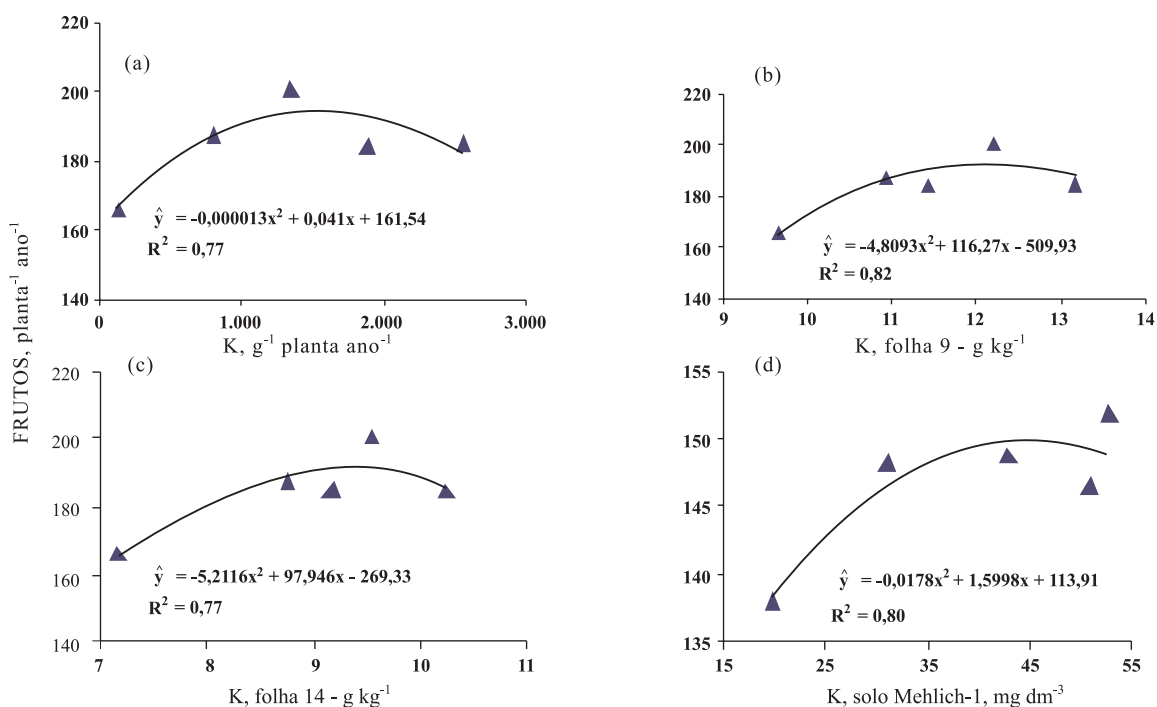 FRUTOS, planta⁻¹ ano⁻¹
(a)
220
200
180
160
140
0 1.000 2.000 3.000
ŷ = -0,000013x² + 0,041x + 161,54
R² = 0,77
K, g⁻¹ planta ano⁻¹
(b)
220
200
180
160
140
9 10 11 12 13 14
ŷ = -4,8093x² + 116,27x - 509,93
R² = 0,82
K, folha 9 - g kg⁻¹
(c)
220
200
180
160
140
7 8 9 10 11
ŷ = -5,2116x² + 97,946x - 269,33
R² = 0,77
K, folha 14 - g kg⁻¹
(d)
155
150
145
140
135
15 25 35 45 55
ŷ = -0,0178x² + 1,5998x + 113,91
R² = 0,80
K, solo Mehlich-1, mg dm⁻³